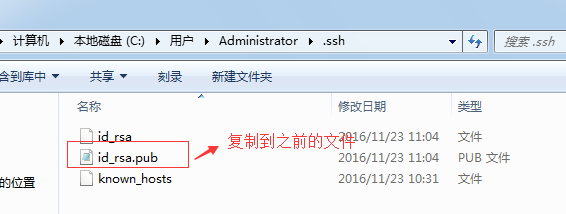 计算机 ▸ 本地磁盘 (C:) ▸ 用户 ▸ Administrator ▸ .ssh
搜索 .ssh
含到库中 共享 刻录 新建文件夹
名称 修改日期 类型
id_rsa 2016/11/23 11:04 文件
id_rsa.pub 2016/11/23 11:04 PUB 文件
复制到之前的文件
known_hosts 2016/11/23 10:31 文件
的位置